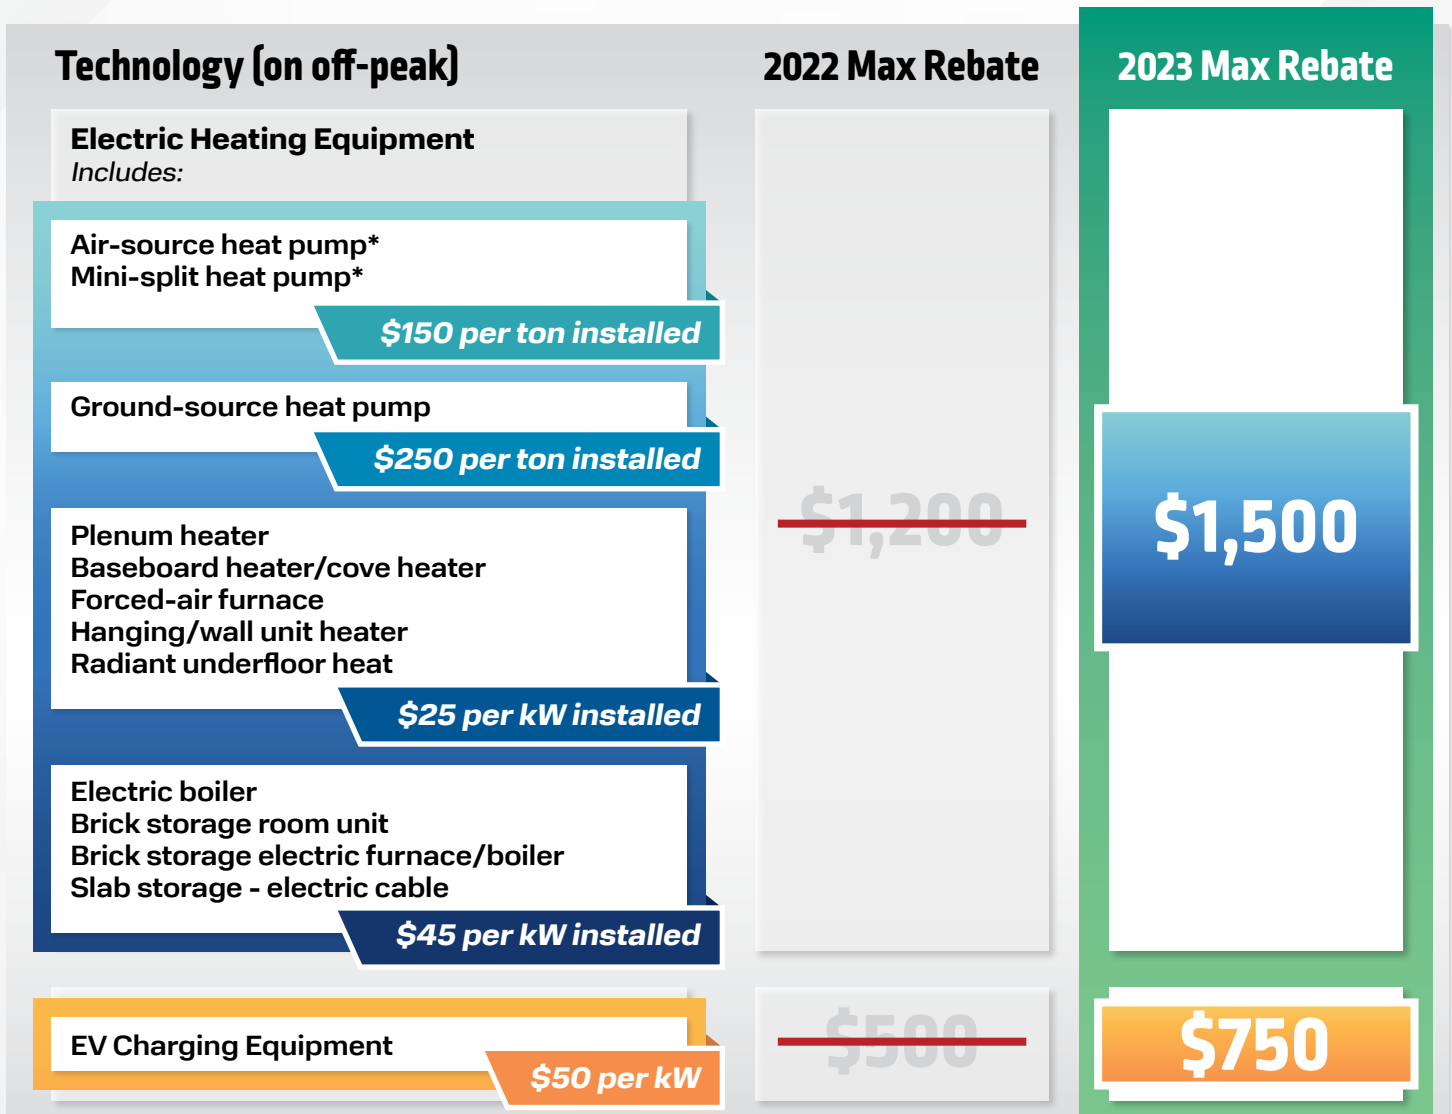 Technology (on off-peak)
2022 Max Rebate
2023 Max Rebate
Electric Heating Equipment
Includes:
Air-source heat pump*
Mini-split heat pump*
$150 per ton installed
Ground-source heat pump
$250 per ton installed
Plenum heater
Baseboard heater/cove heater
Forced-air furnace
Hanging/wall unit heater
Radiant underfloor heat
$25 per kW installed
Electric boiler
Brick storage room unit
Brick storage electric furnace/boiler
Slab storage - electric cable
$45 per kW installed
$1,200
$1,500
EV Charging Equipment
$50 per kW
$500
$750